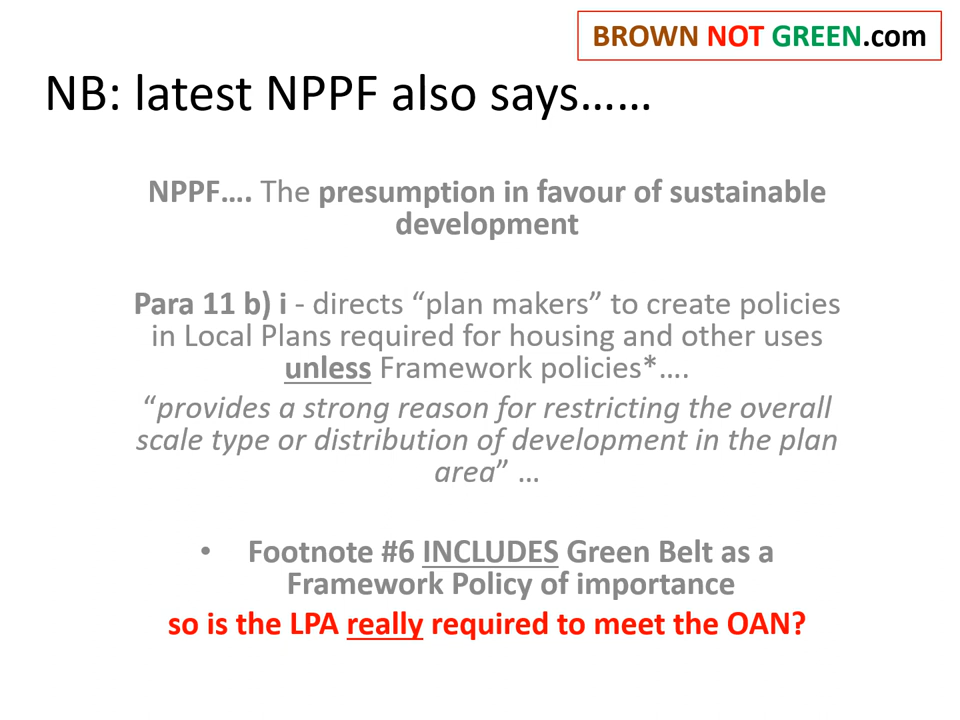 BROWN NOT GREEN.com
NB: latest NPPF also says……
NPPF…. The presumption in favour of sustainable
development
Para 11 b) i - directs “plan makers” to create policies
in Local Plans required for housing and other uses
unless Framework policies*….
“provides a strong reason for restricting the overall
scale type or distribution of development in the plan
area” …
• Footnote #6 INCLUDES Green Belt as a
Framework Policy of importance
so is the LPA really required to meet the OAN?